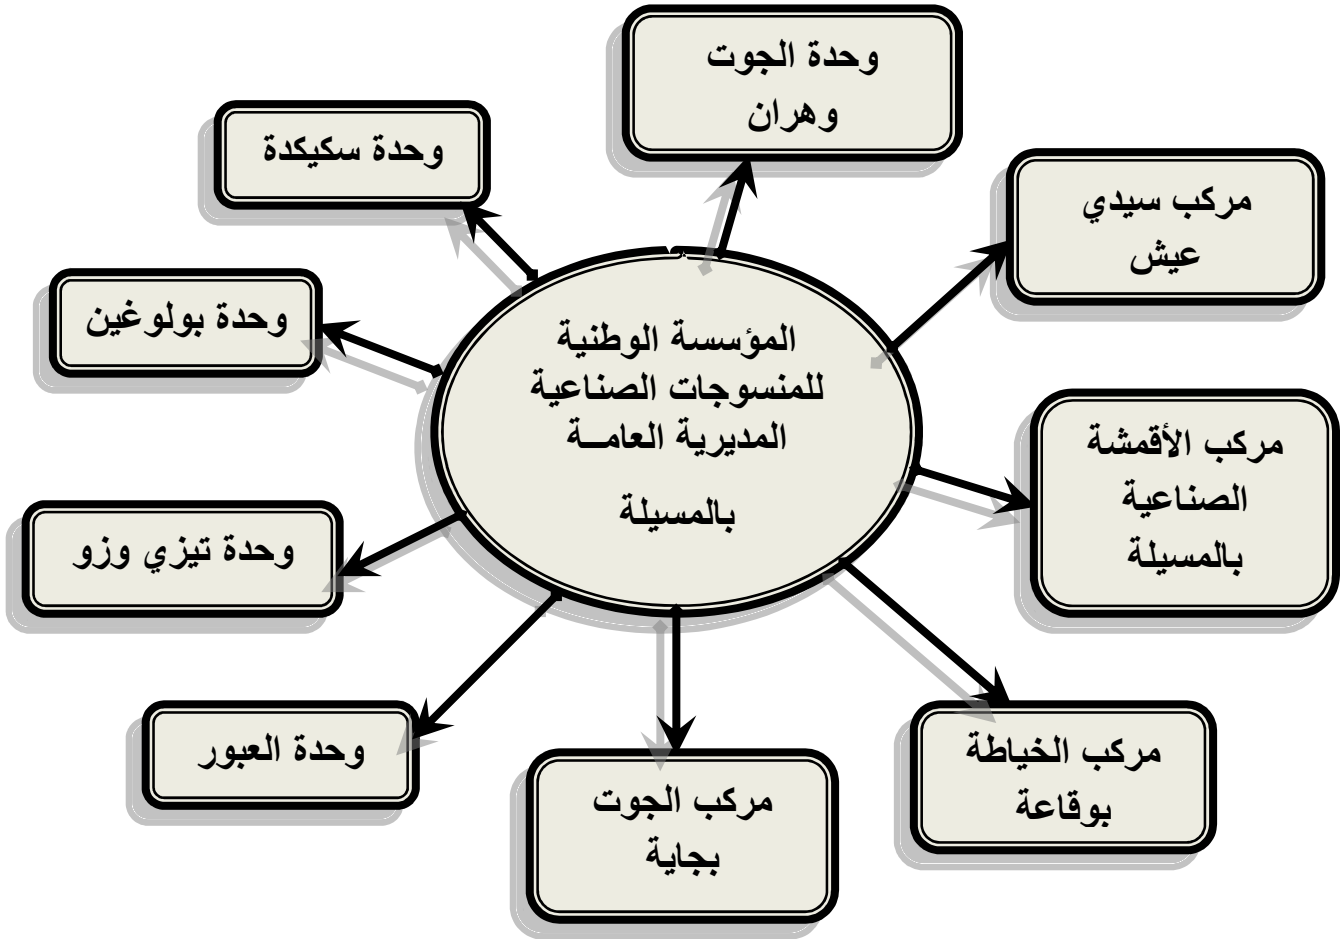 وحدة الجوت
وهران
وحدة سكيكدة
مركب سيدي
عيش
وحدة بولوغين
المؤسسة الوطنية
للمنسوجات الصناعية
المديرية العامــة
بالمسيلة
مركب الأقمشة
الصناعية
بالمسيلة
وحدة تيزي وزو
وحدة العبور
مركب الخياطة
بوقاعة
مركب الجوت
بجاية